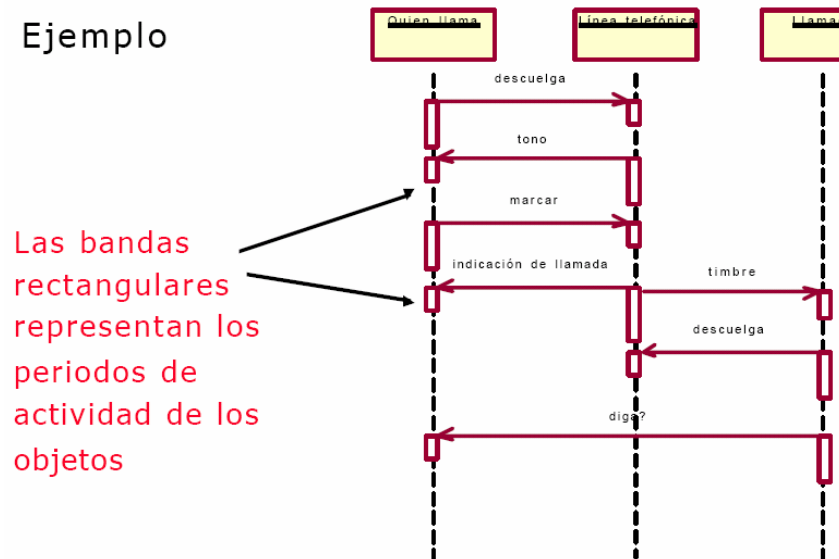 Ejemplo
Quien llama
Línea telefónica
descuelga
tono
marcar
indicación de llamada
timbre
descuelga
diga?
Las bandas
rectangulares
representan los
periodos de
actividad de los
objetos